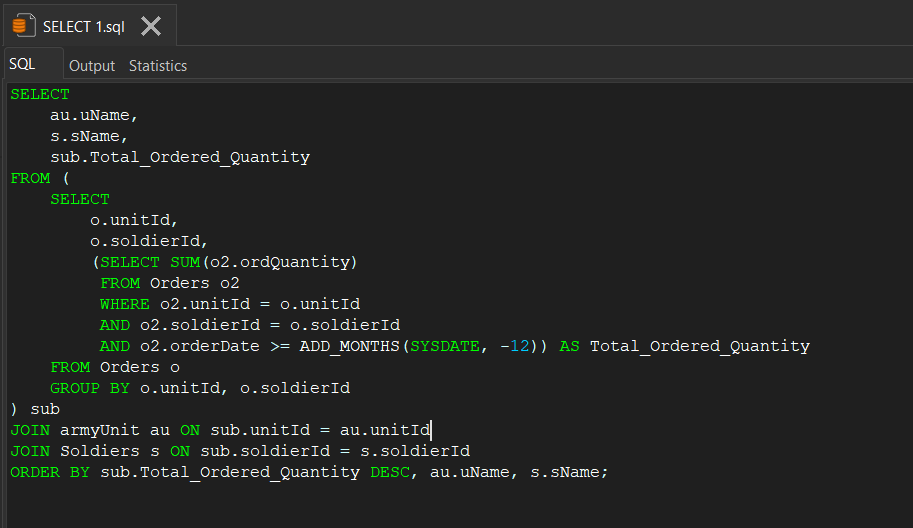 SELECT 1.sql
SQL Output Statistics
SELECT
    au.uName,
    s.sName,
    sub.Total_Ordered_Quantity
FROM (
    SELECT
        o.unitId,
        o.soldierId,
        (SELECT SUM(o2.ordQuantity)
         FROM Orders o2
         WHERE o2.unitId = o.unitId
         AND o2.soldierId = o.soldierId
         AND o2.orderDate >= ADD_MONTHS(SYSDATE, -12)) AS Total_Ordered_Quantity
    FROM Orders o
    GROUP BY o.unitId, o.soldierId
) sub
JOIN armyUnit au ON sub.unitId = au.unitId
JOIN Soldiers s ON sub.soldierId = s.soldierId
ORDER BY sub.Total_Ordered_Quantity DESC, au.uName, s.sName;